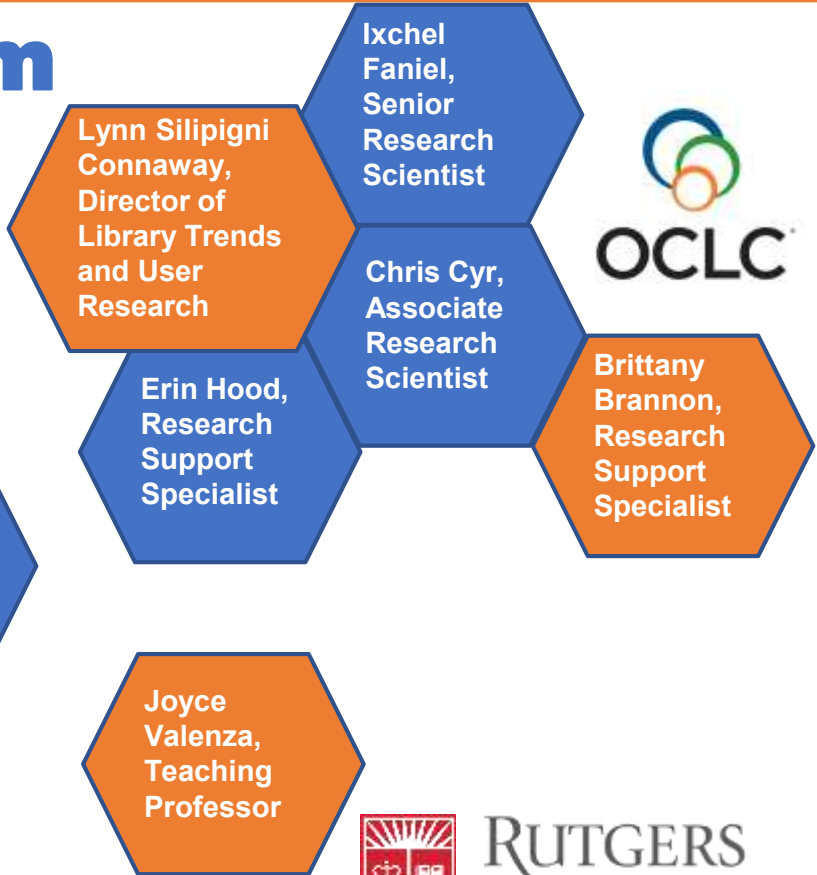 m
Ixchel
Faniel,
Senior
Research
Scientist
Lynn Silipigni
Connaway,
Director of
Library Trends
and User
Research
OCLC
Chris Cyr,
Associate
Research
Scientist
Erin Hood,
Research
Support
Specialist
Brittany
Brannon,
Research
Support
Specialist
Joyce
Valenza,
Teaching
Professor
RUTGERS